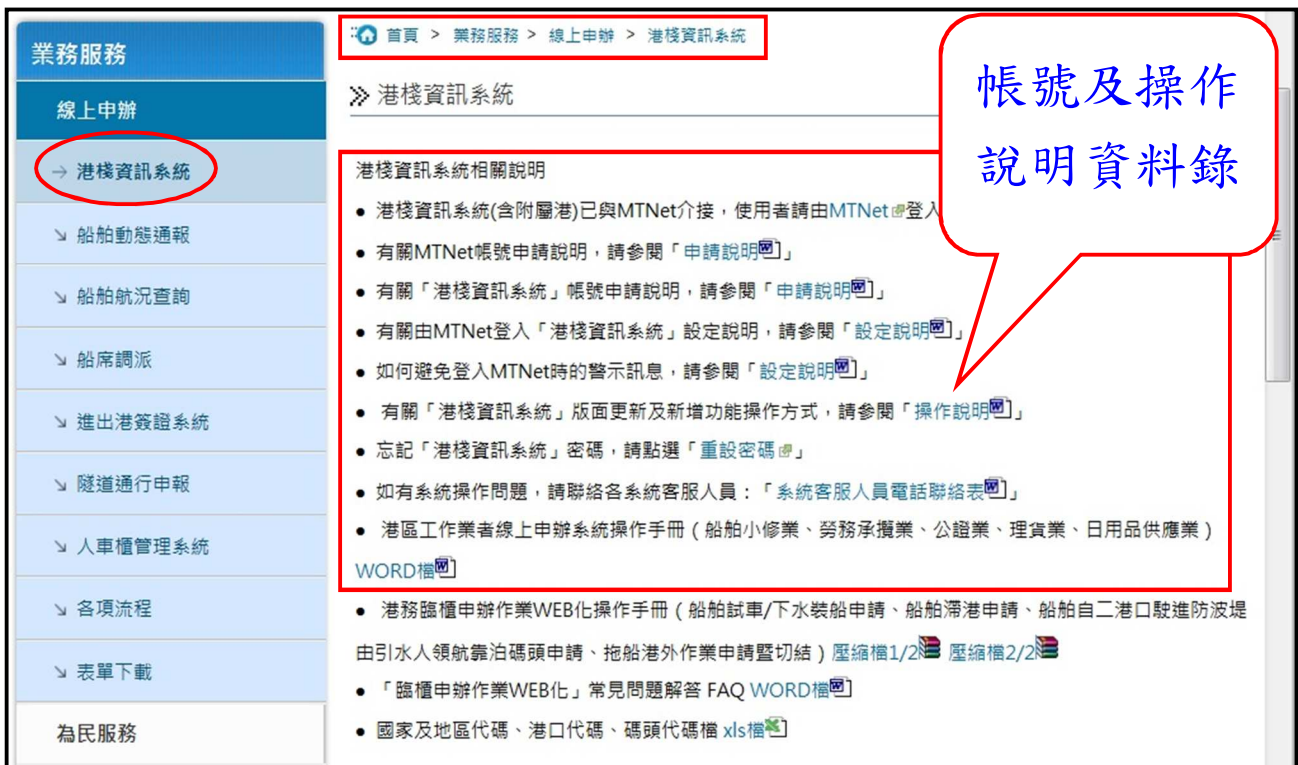 業務服務
線上申辦
→ 港棧資訊系統
↘ 船舶動態通報
↘ 船舶航況查詢
↘ 船席調派
↘ 進出港簽證系統
↘ 隧道通行申報
↘ 人車櫃管理系統
↘ 各項流程
↘ 表單下載
為民服務
首頁 > 業務服務 > 線上申辦 > 港棧資訊系統
港棧資訊系統
帳號及操作
說明資料錄
港棧資訊系統相關說明
● 港棧資訊系統(含附屬港)已與MTNet介接，使用者請由MTNet登入
● 有關MTNet帳號申請說明，請參閱「申請說明」
● 有關「港棧資訊系統」帳號申請說明，請參閱「申請說明」
● 有關由MTNet登入「港棧資訊系統」設定說明，請參閱「設定說明」
● 如何避免登入MTNet時的警示訊息，請參閱「設定說明」
● 有關「港棧資訊系統」版面更新及新增功能操作方式，請參閱「操作說明」
● 忘記「港棧資訊系統」密碼，請點選「重設密碼」
● 如有系統操作問題，請聯絡各系統客服人員：「系統客服人員電話聯絡表」
● 港區工作業者線上申辦系統操作手冊（船舶小修業、勞務承攬業、公證業、理貨業、日用品供應業）
WORD檔
● 港務臨櫃申辦作業WEB化操作手冊（船舶試車/下水裝船申請、船舶滯港申請、船舶自二港口駛進防波堤
由引水人領航靠泊碼頭申請、拖船港外作業申請暨切結）壓縮檔1/2 壓縮檔2/2
● 「臨櫃申辦作業WEB化」常見問題解答 FAQ WORD檔
● 國家及地區代碼、港口代碼、碼頭代碼檔 xls檔